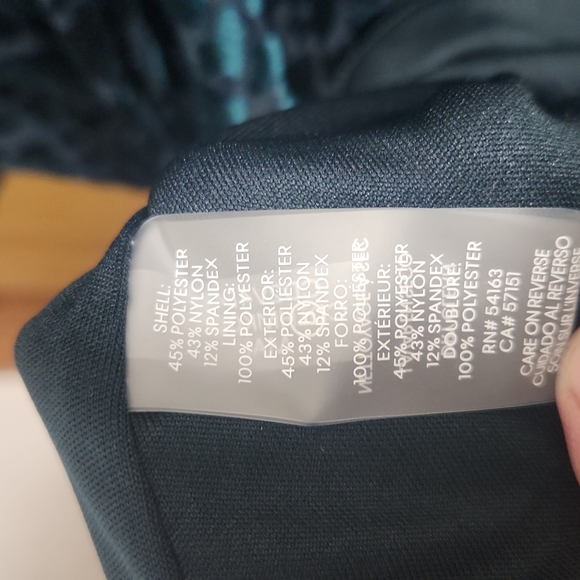 SHELL:
45% POLYESTER
43% NYLON
12% SPANDEX
LINING:
100% POLYESTER
EXTERIOR:
45% POLIESTER
43% NYLON
12% SPANDEX
FORRO:
100% POLIESTER
EXTÉRIEUR:
45% POLYESTER
43% NYLON
12% SPANDEX
DOUBLURE:
100% POLYESTER
RN# 54163
CA# 57151
CARE ON REVERSE
CUIDADO AL REVERSO